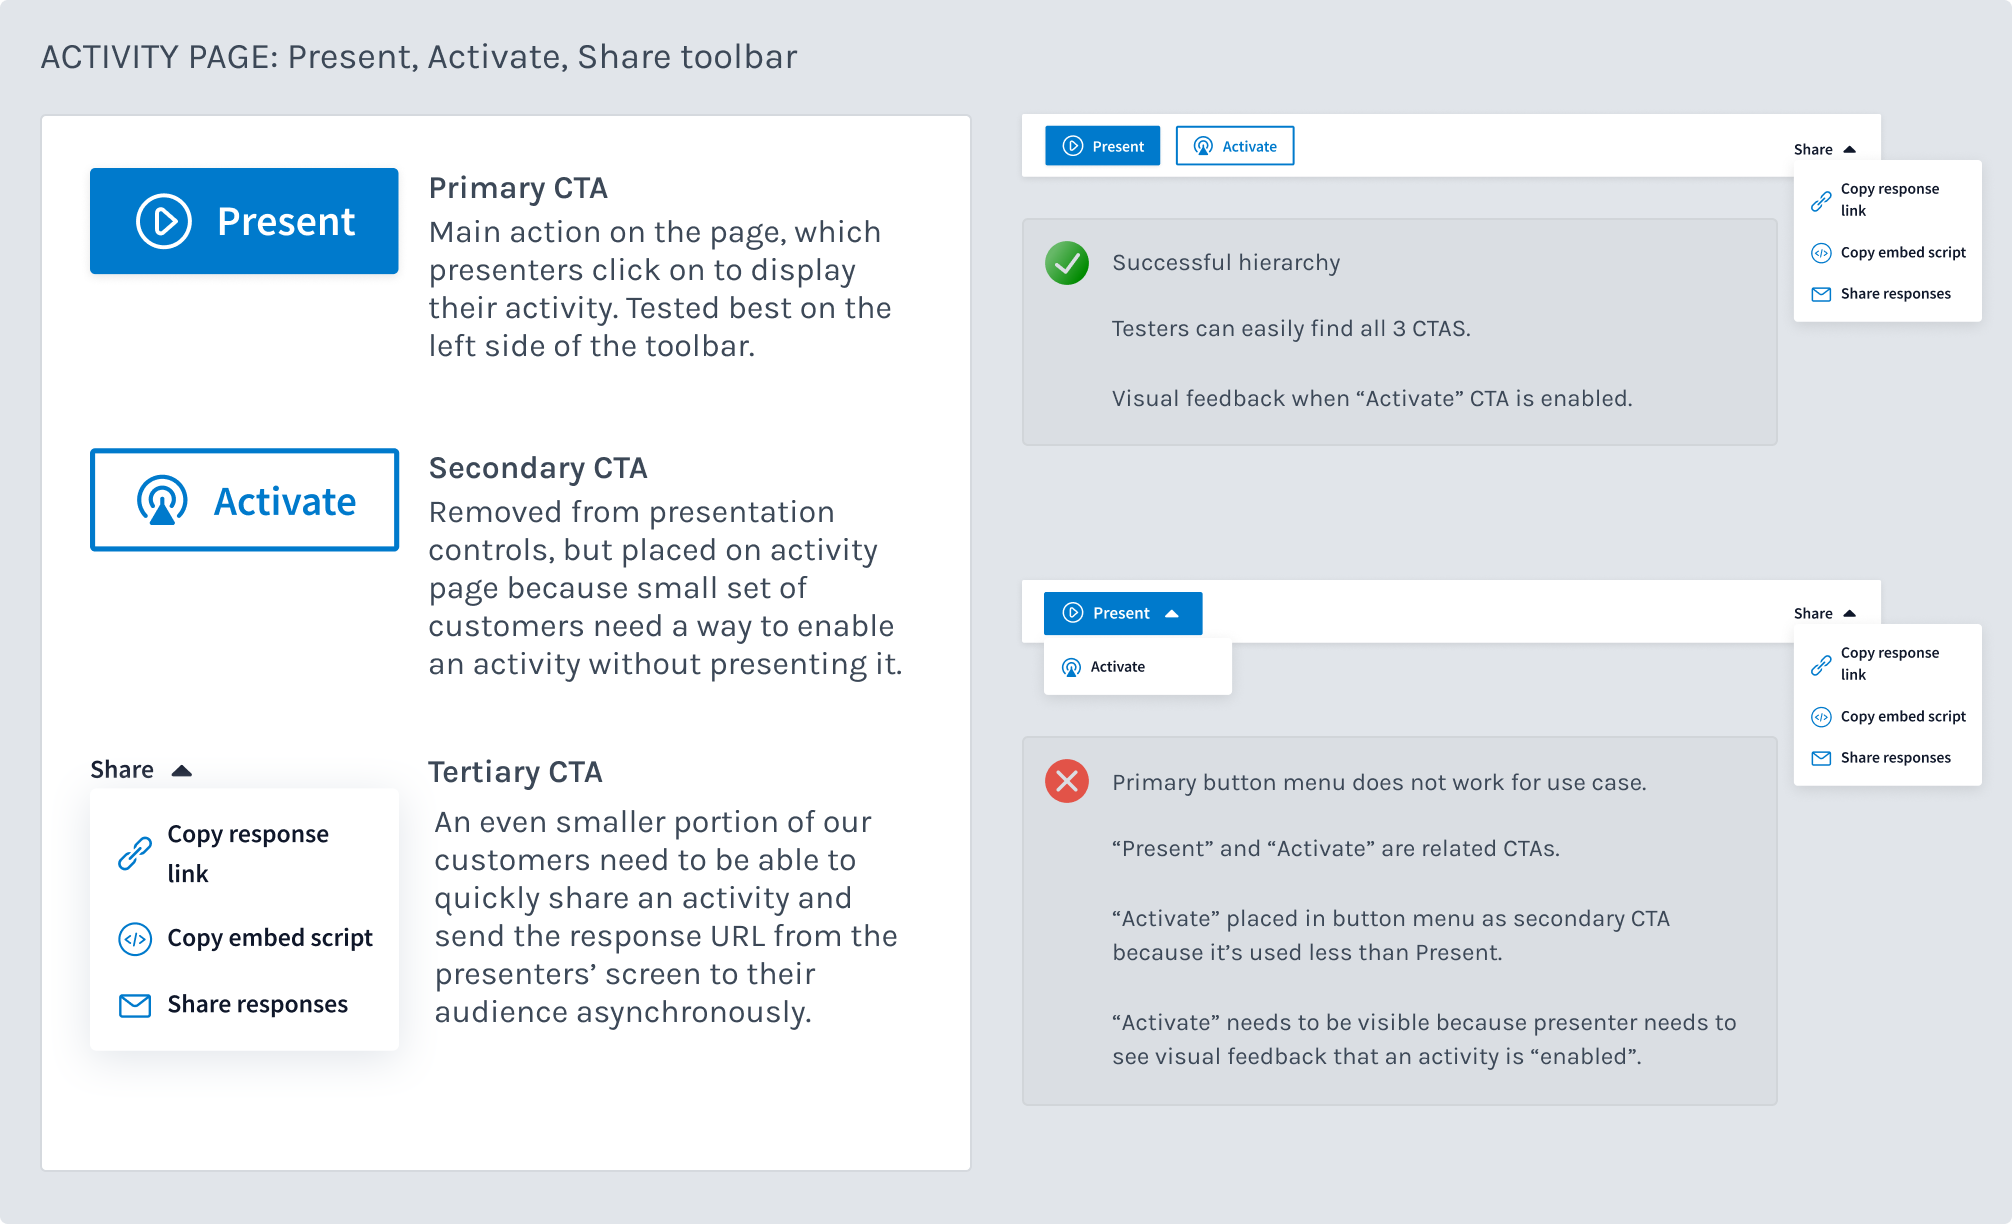 ACTIVITY PAGE: Present, Activate, Share toolbar
Present
Primary CTA
Main action on the page, which
presenters click on to display
their activity. Tested best on the
left side of the toolbar.
Activate
Secondary CTA
Removed from presentation
controls, but placed on activity
page because small set of
customers need a way to enable
an activity without presenting it.
Share
Copy response
link
Copy embed script
Share responses
Tertiary CTA
An even smaller portion of our
customers need to be able to
quickly share an activity and
send the response URL from the
presenters’ screen to their
audience asynchronously.
Present
Activate
Share
Copy response
link
Copy embed script
Share responses
Successful hierarchy
Testers can easily find all 3 CTAS.
Visual feedback when “Activate” CTA is enabled.
Present
Activate
Share
Copy response
link
Copy embed script
Share responses
Primary button menu does not work for use case.
“Present” and “Activate” are related CTAs.
“Activate” placed in button menu as secondary CTA
because it’s used less than Present.
“Activate” needs to be visible because presenter needs to
see visual feedback that an activity is “enabled”.